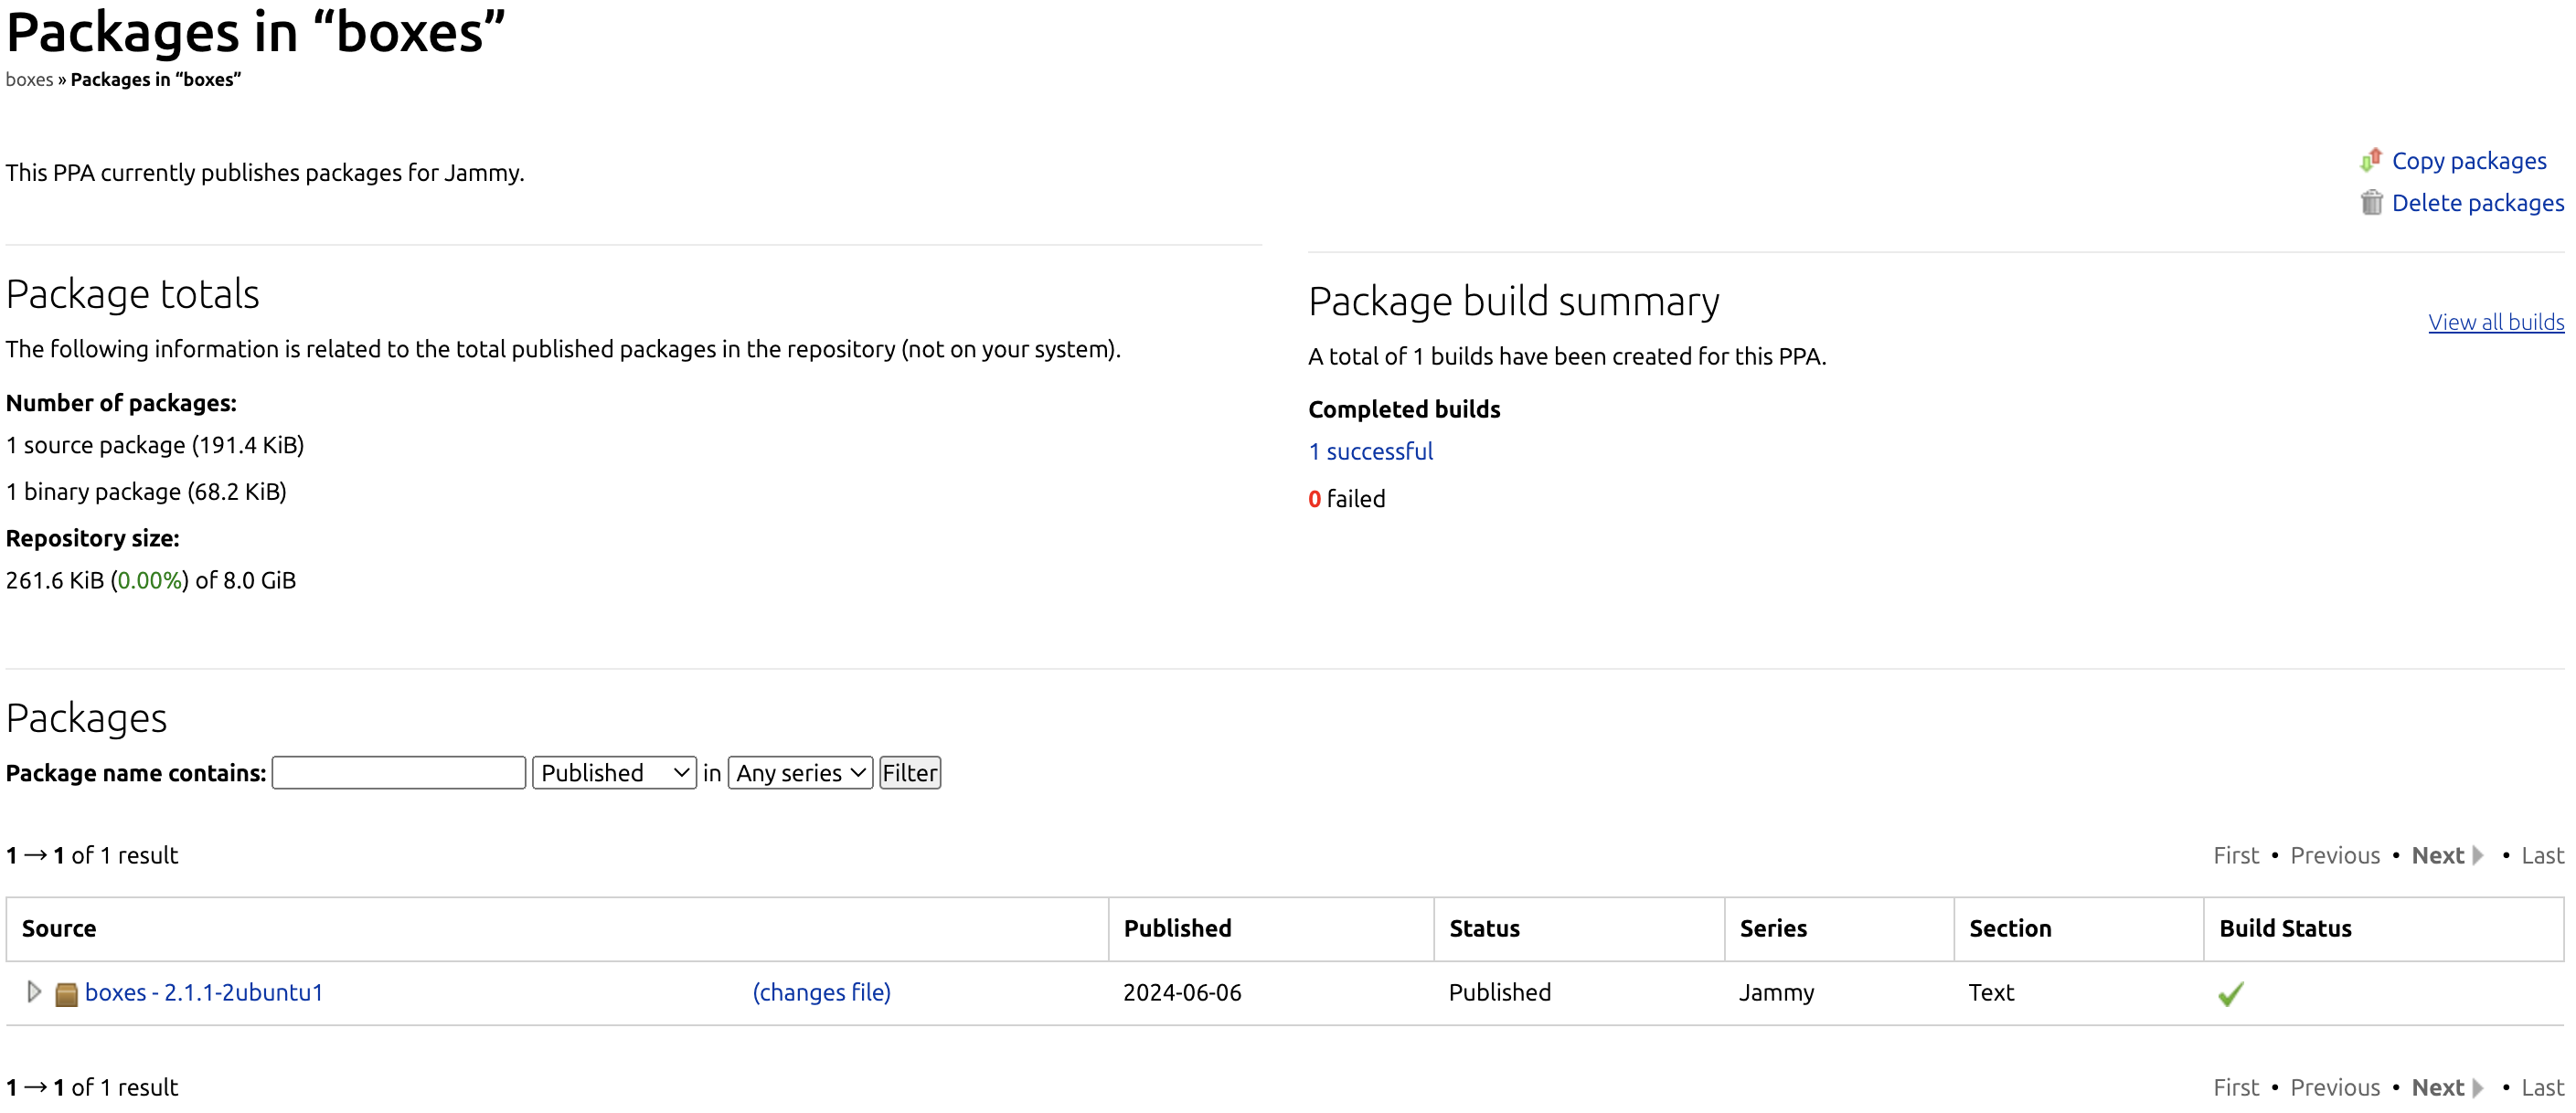 Packages in “boxes”
boxes » Packages in “boxes”
This PPA currently publishes packages for Jammy.
Copy packages
Delete packages
Package totals
The following information is related to the total published packages in the repository (not on your system).
Number of packages:
1 source package (191.4 KiB)
1 binary package (68.2 KiB)
Repository size:
261.6 KiB (0.00%) of 8.0 GiB
Package build summary
View all builds
A total of 1 builds have been created for this PPA.
Completed builds
1 successful
0 failed
Packages
Package name contains: Published in Any series Filter
1 → 1 of 1 result First • Previous • Next • Last
Source Published Status Series Section Build Status
boxes - 2.1.1-2ubuntu1 (changes file) 2024-06-06 Published Jammy Text
1 → 1 of 1 result First • Previous • Next • Last